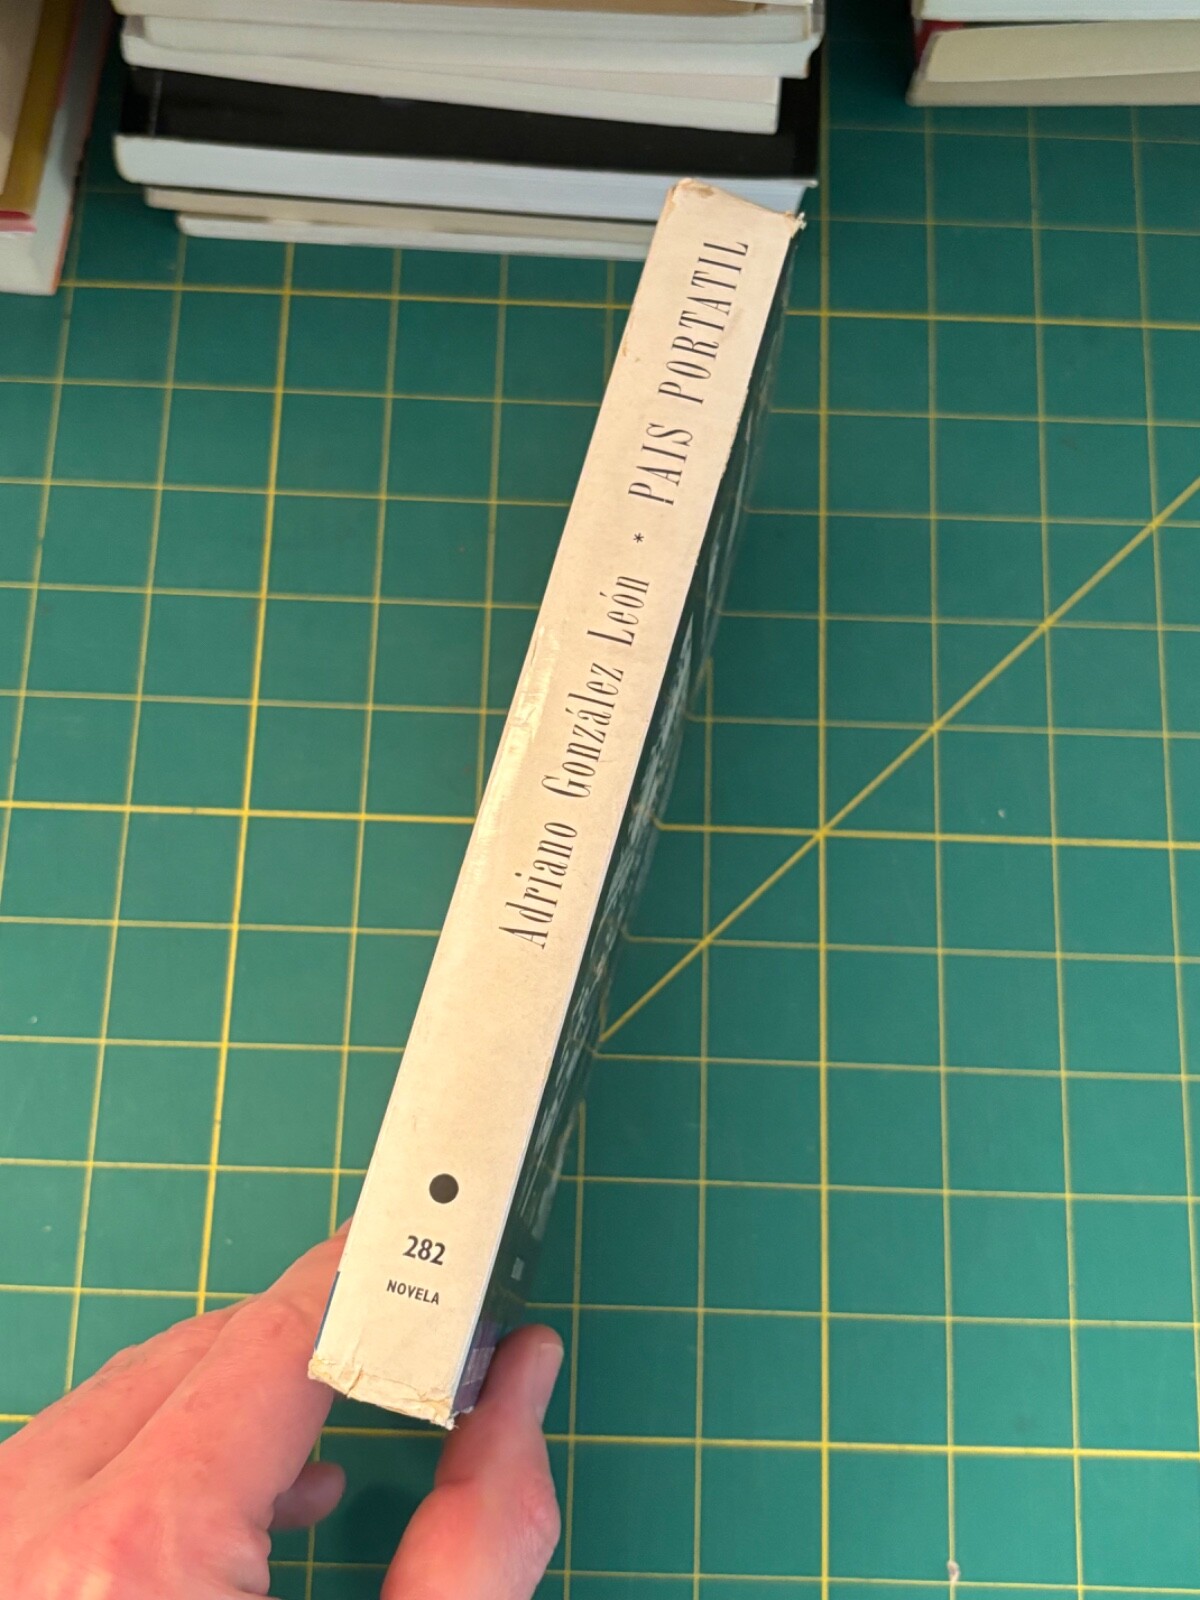 Adriano González León * PAIS PORTATIL
282
NOVELA